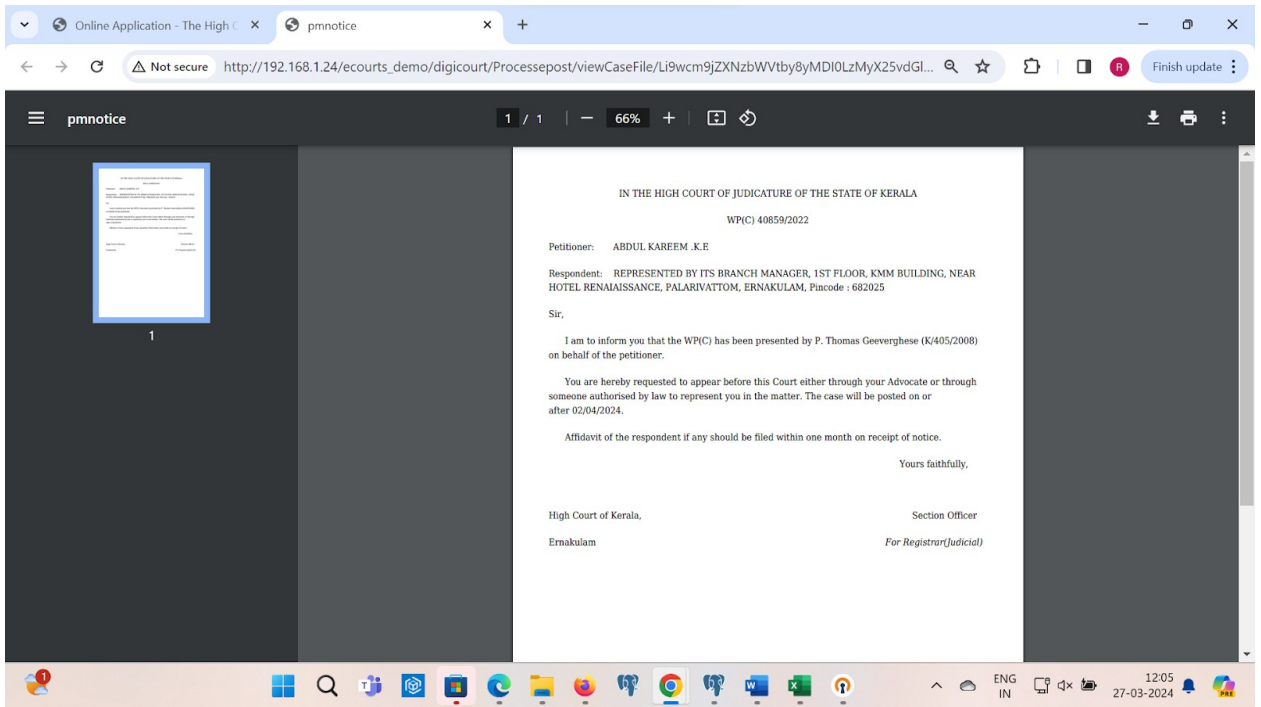 Online Application - The High C
pmnotice
Not secure
http://192.168.1.24/ecourts_demo/digicourt/Processepost/viewCaseFile/Li9wcm9jZXNzbWVtby8yMDI0LzMyX25vdGl...
R
Finish update
pmnotice
1 / 1
66%
1
IN THE HIGH COURT OF JUDICATURE OF THE STATE OF KERALA
WP(C) 40859/2022
Petitioner: ABDUL KAREEM .K.E
Respondent: REPRESENTED BY ITS BRANCH MANAGER, 1ST FLOOR, KMM BUILDING, NEAR
HOTEL RENAIAISSANCE, PALARIVATTOM, ERNAKULAM, Pincode : 682025
Sir,
I am to inform you that the WP(C) has been presented by P. Thomas Geeverghese (K/405/2008)
on behalf of the petitioner.
You are hereby requested to appear before this Court either through your Advocate or through
someone authorised by law to represent you in the matter. The case will be posted on or
after 02/04/2024.
Affidavit of the respondent if any should be filed within one month on receipt of notice.
Yours faithfully,
High Court of Kerala, Section Officer
Ernakulam For Registrar(Judicial)
1
ENG
IN
12:05
27-03-2024
PRE